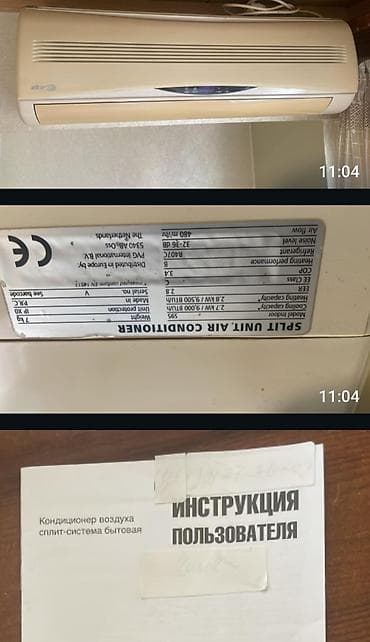 11:04
SPLIT UNIT, AIR CONDITIONER
Model Indoor S9S Weight 7 kg
Cooling capacity* 2.7 kW / 9.000 BTU/h Unit protection IP X0
Heating capacity* 2.8 kW / 9.500 BTU/h Made in P.R.C.
EER 2.8 Serial no. V See barcode
EE Class C
COP 3.4
Heating performance B Distributed in Europe by:
Refrigerant R407C PVG International B.V.
Noise level 32-36 dB 5340 AB, Oss
Air flow 480 m³/hr The Netherlands
CE
11:04
ИНСТРУКЦИЯ
ПОЛЬЗОВАТЕЛЯ
Кондиционер воздуха
сплит-система бытовая